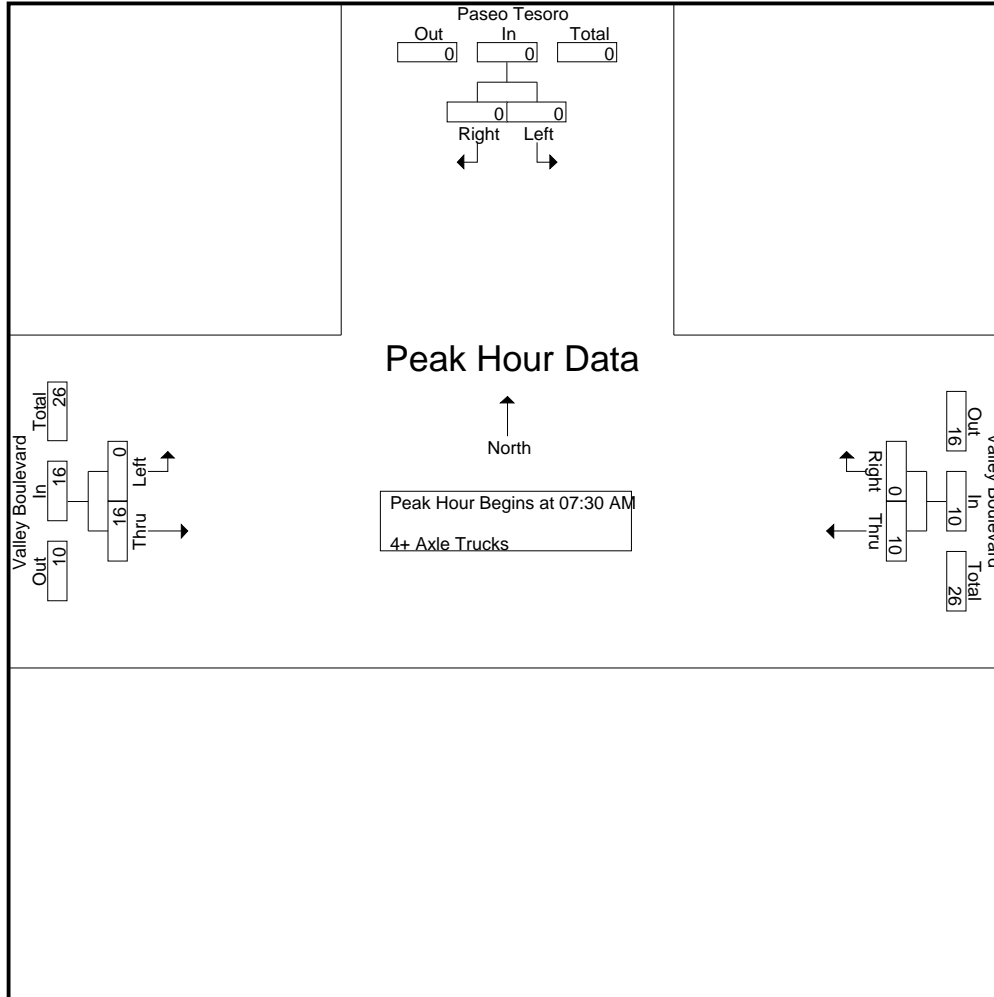 Paseo Tesoro
Out In Total
0 0 0
0 0
Right Left
Peak Hour Data
North
Peak Hour Begins at 07:30 AM
4+ Axle Trucks
Valley Boulevard
Out In Total
10 16 26
16 0
Thru Left
Valley Boulevard
Out In Total
16 10 26
0 10
Right Thru